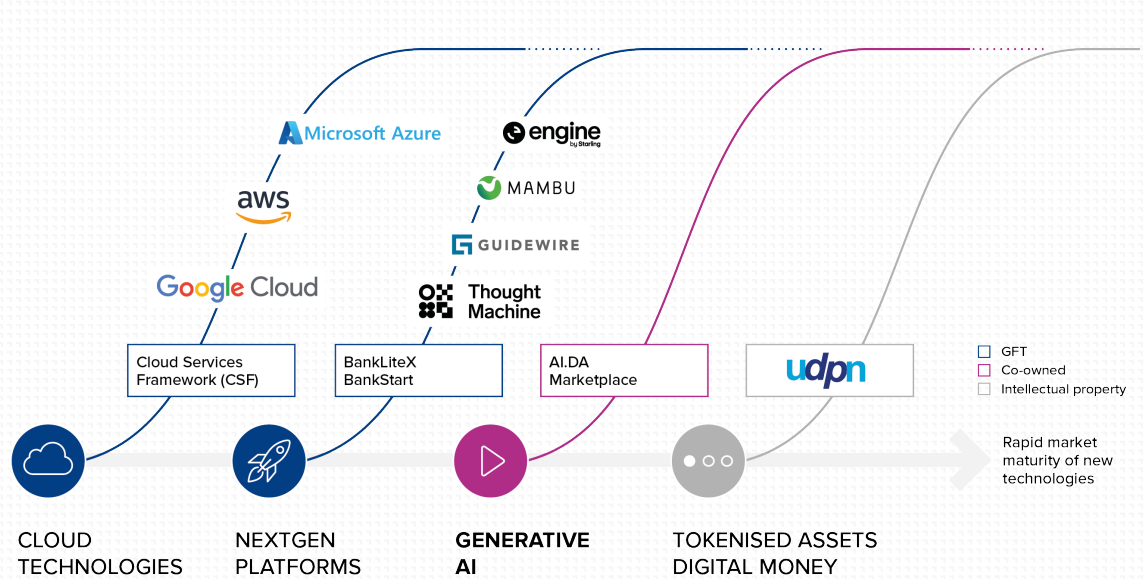 Microsoft Azure
aws
Google Cloud
engine
by Starling
MAMBU
GUIDEWIRE
Thought
Machine
Cloud Services
Framework (CSF)
BankLiteX
BankStart
AI.DA
Marketplace
udpn
GFT
Co-owned
Intellectual property
Rapid market
maturity of new
technologies
CLOUD
TECHNOLOGIES
NEXTGEN
PLATFORMS
GENERATIVE
AI
TOKENISED ASSETS
DIGITAL MONEY